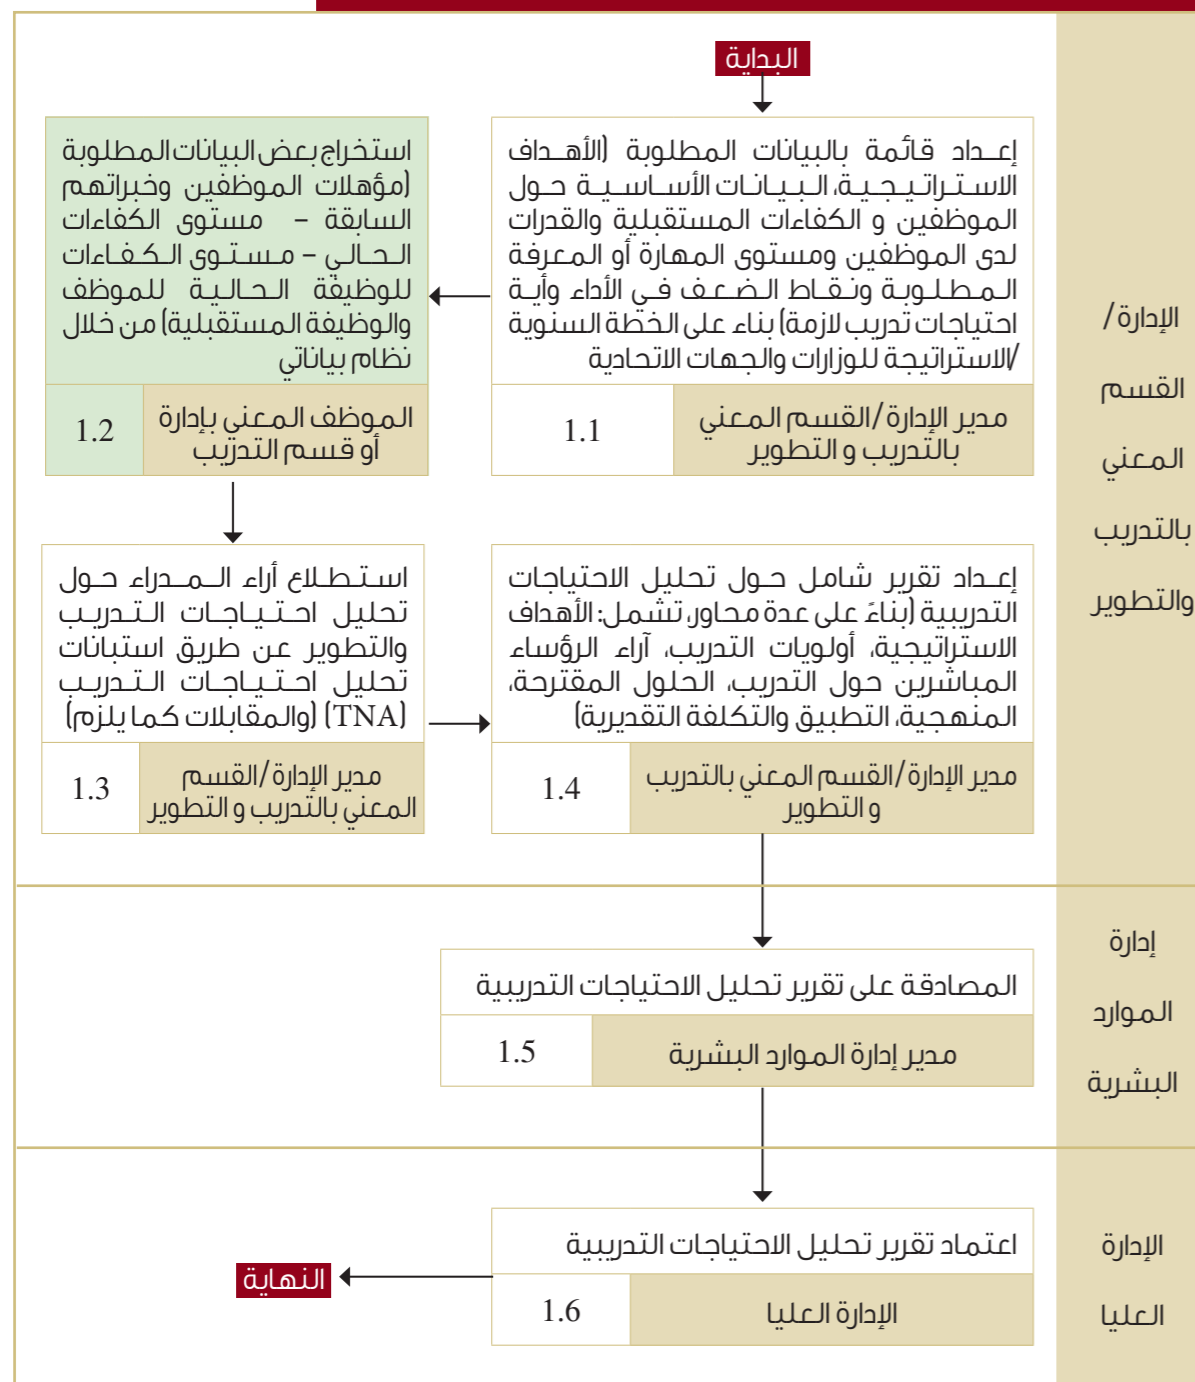 البداية
إعداد قائمة بالبيانات المطلوبة (الأهداف
الاستراتيجية، البيانات الأساسية حول
الموظفين و الكفاءات المستقبلية والقدرات
لدى الموظفين ومستوى المهارة أو المعرفة
المطلوبة ونقاط الضعف في الأداء وأية
احتياجات تدريب لازمة) بناء على الخطة السنوية
/الاستراتيجة للوزارات والجهات الاتحادية
مدير الإدارة/القسم المعني
بالتدريب و التطوير
1.1
استخراج بعض البيانات المطلوبة
(مؤهلات الموظفين وخبراتهم
السابقة – مستوى الكفاءات
الحالي – مستوى الكفاءات
للوظيفة الحالية للموظف
والوظيفة المستقبلية) من خلال
نظام بياناتي
الموظف المعني بإدارة
أو قسم التدريب
1.2
استطلاع أراء المدراء حول
تحليل احتياجات التدريب
والتطوير عن طريق استبانات
تحليل احتياجات التدريب
(TNA) (والمقابلات كما يلزم)
مدير الإدارة/القسم
المعني بالتدريب و التطوير
1.3
إعداد تقرير شامل حول تحليل الاحتياجات
التدريبية (بناءً على عدة محاور، تشمل: الأهداف
الاستراتيجية، أولويات التدريب، آراء الرؤساء
المباشرين حول التدريب، الحلول المقترحة،
المنهجية، التطبيق والتكلفة التقديرية)
مدير الإدارة/القسم المعني بالتدريب
و التطوير
1.4
الإدارة/
القسم
المعني
بالتدريب
والتطوير
المصادقة على تقرير تحليل الاحتياجات التدريبية
مدير إدارة الموارد البشرية
1.5
إدارة
الموارد
البشرية
اعتماد تقرير تحليل الاحتياجات التدريبية
الإدارة العليا
1.6
النهاية
الإدارة
العليا